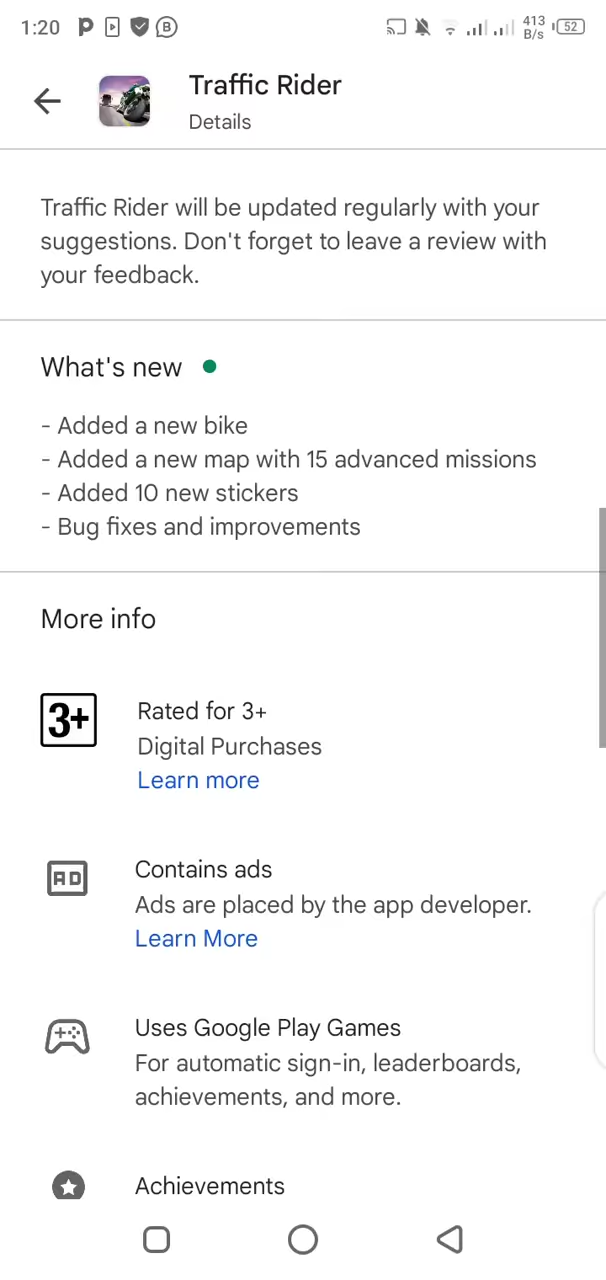 1:20
413
B/s
52
Traffic Rider
Details
Traffic Rider will be updated regularly with your
suggestions. Don't forget to leave a review with
your feedback.
What's new
- Added a new bike
- Added a new map with 15 advanced missions
- Added 10 new stickers
- Bug fixes and improvements
More info
3+
Rated for 3+
Digital Purchases
Learn more
AD
Contains ads
Ads are placed by the app developer.
Learn More
Uses Google Play Games
For automatic sign-in, leaderboards,
achievements, and more.
Achievements